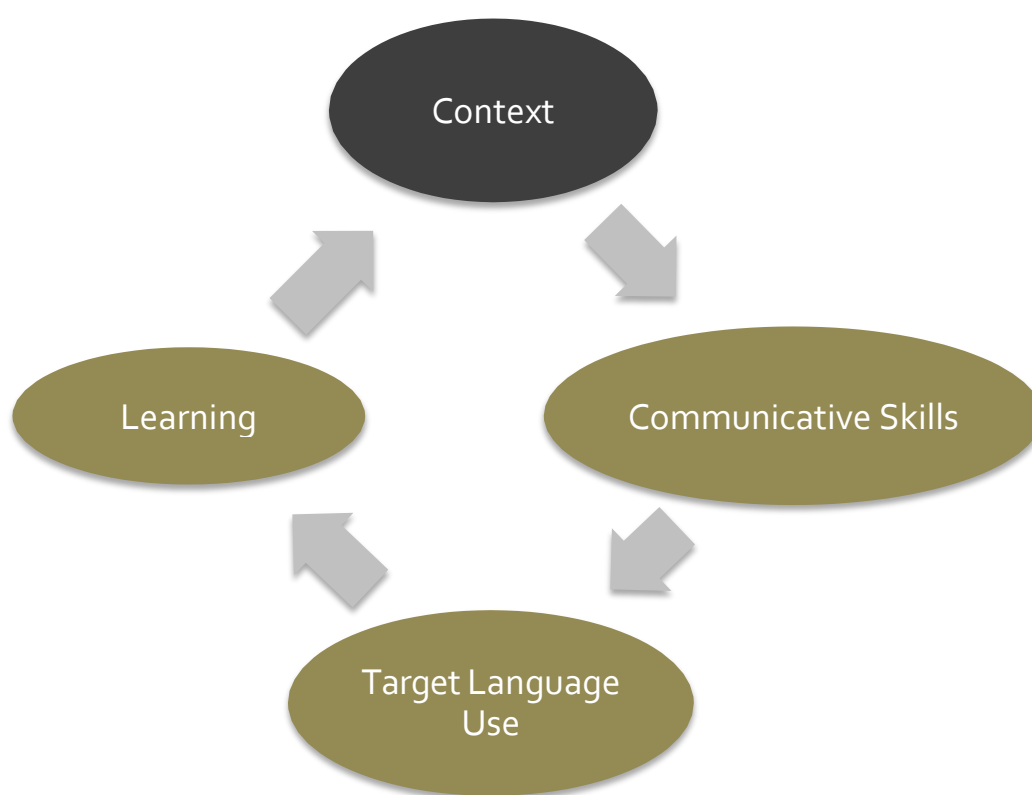 Context
Learning
Communicative Skills
Target Language
Use